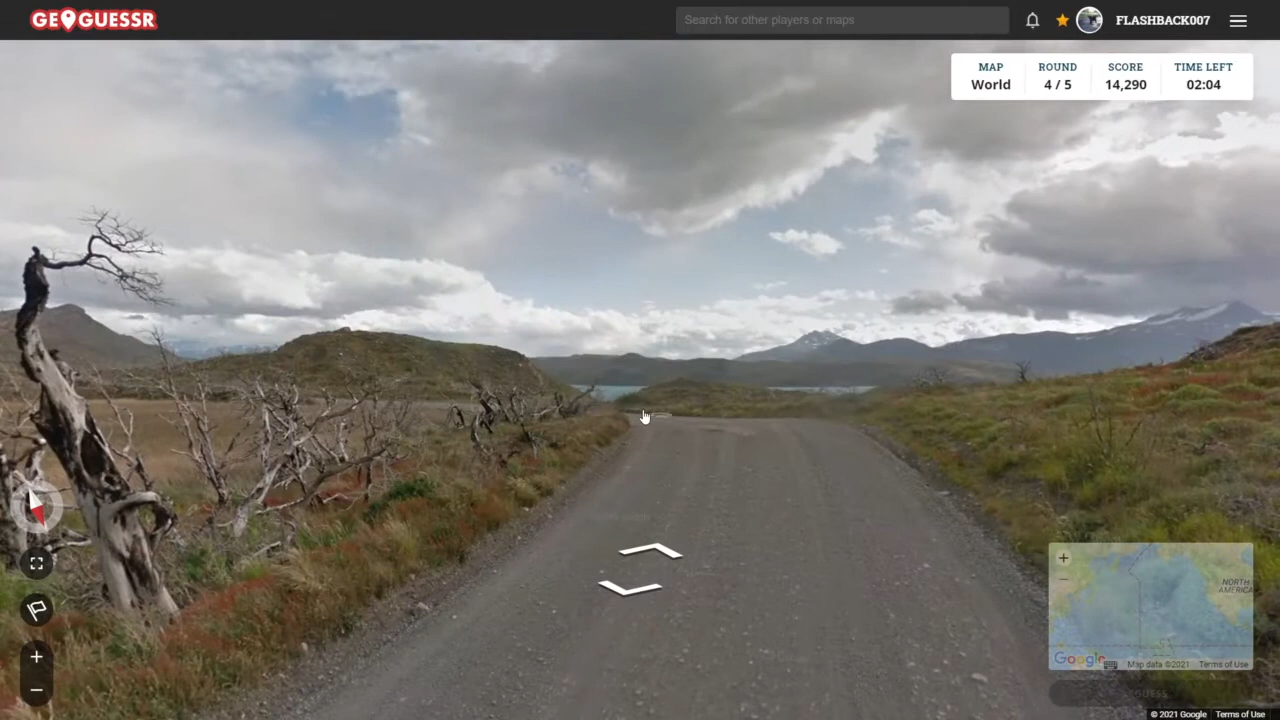 GEOGUESSR
Search for other players or maps
FLASHBACK007
MAP
World
ROUND
4 / 5
SCORE
14,290
TIME LEFT
02:04
+
−
+
−
NORTH
AMERICA
Google
Map data ©2021
Terms of Use
GUESS
© 2021 Google
Terms of Use